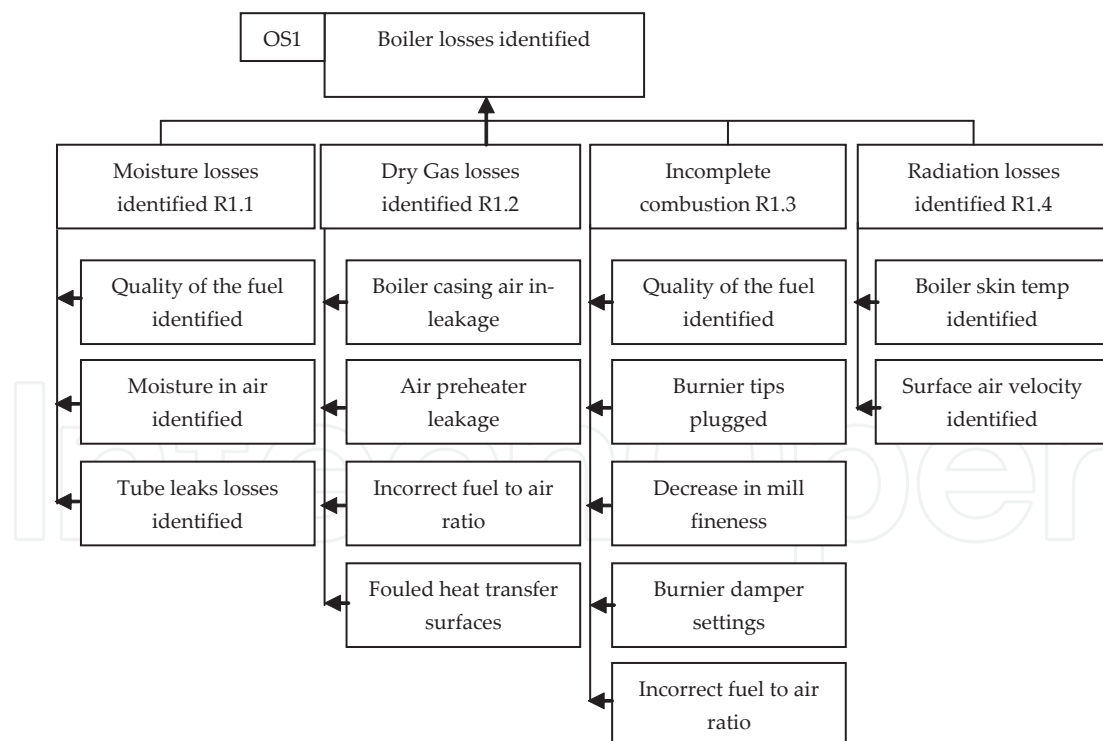 OS1
Boiler losses identified
Moisture losses
identified R1.1
Dry Gas losses
identified R1.2
Incomplete
combustion R1.3
Radiation losses
identified R1.4
Quality of the fuel
identified
Moisture in air
identified
Tube leaks losses
identified
Boiler casing air in-
leakage
Air preheater
leakage
Incorrect fuel to air
ratio
Fouled heat transfer
surfaces
Quality of the fuel
identified
Burnier tips
plugged
Decrease in mill
fineness
Burnier damper
settings
Incorrect fuel to air
ratio
Boiler skin temp
identified
Surface air velocity
identified